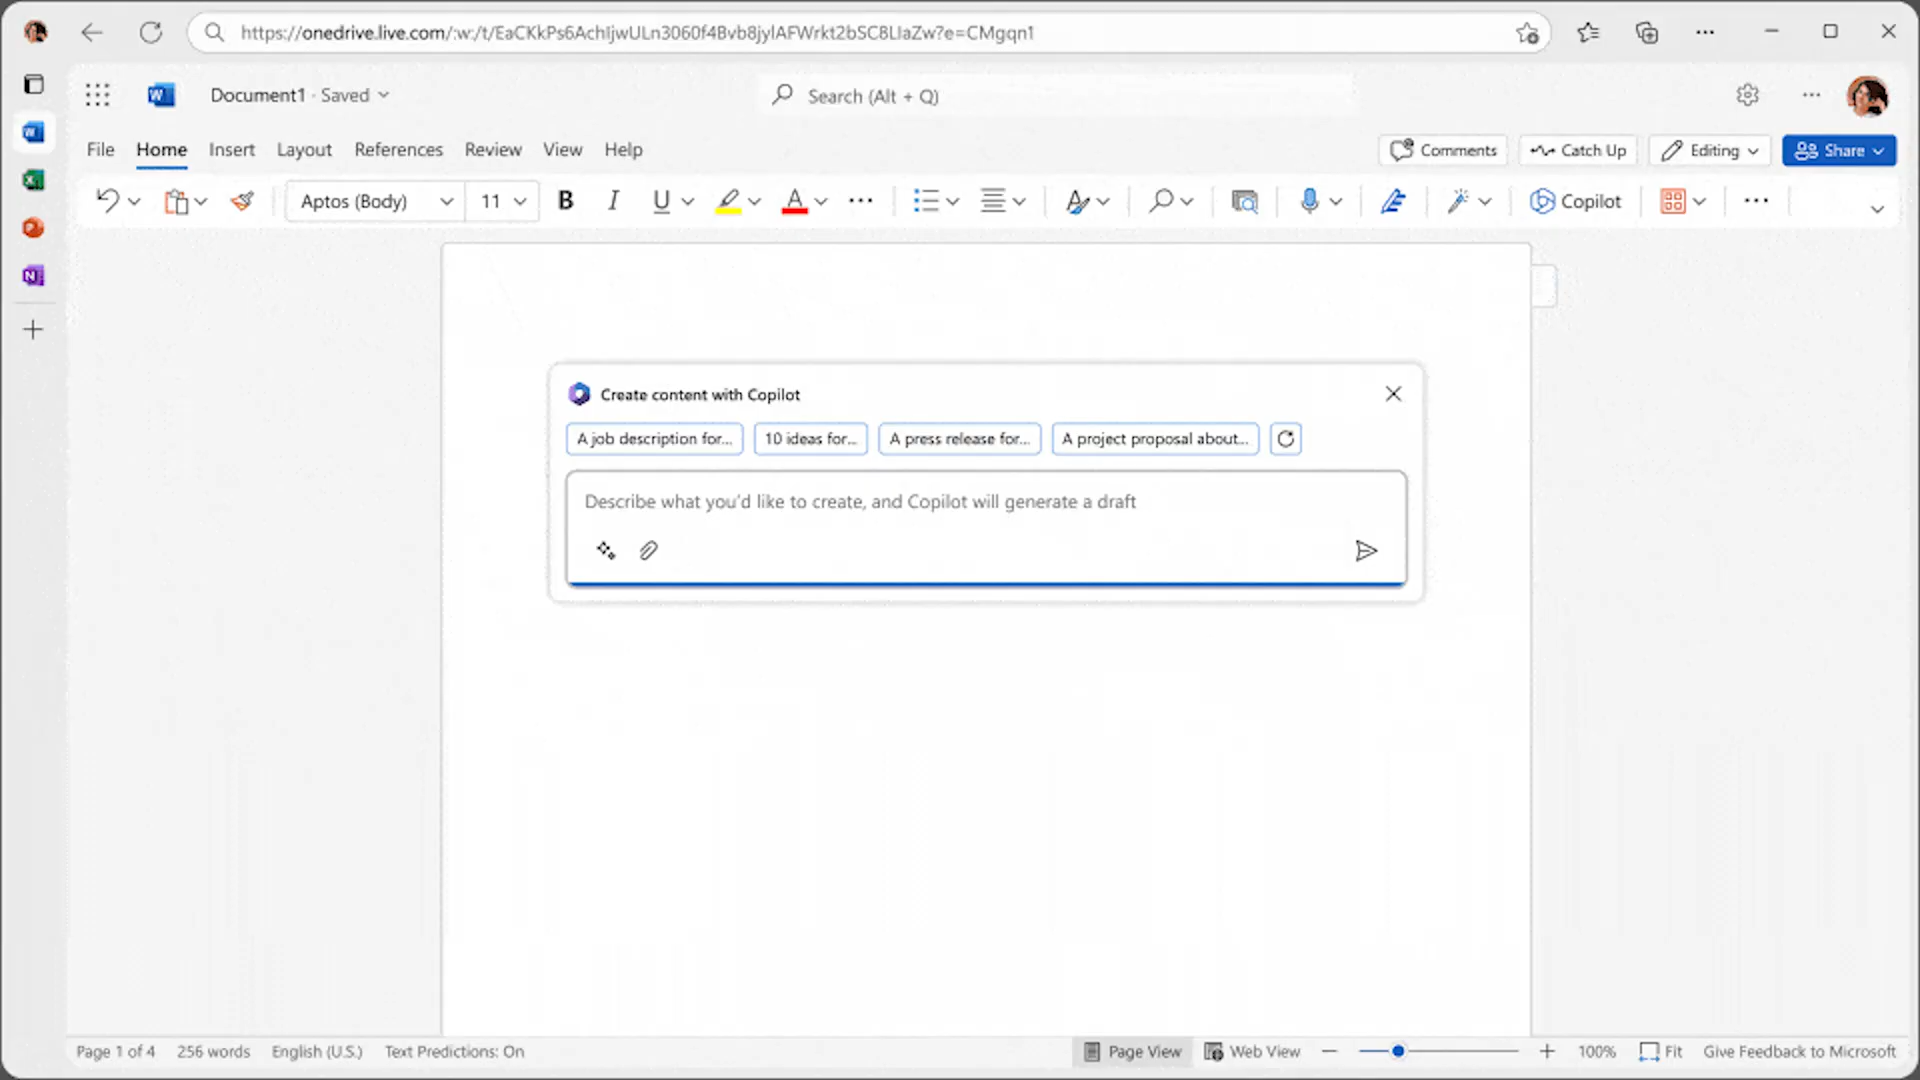 https://onedrive.live.com/:w:/t/EaCKkPs6AchIjwULn3060f4Bvb8jylAFWrkt2bSC8LIaZw?e=CMgqn1
Document1 · Saved
Search (Alt + Q)
File Home Insert Layout References Review View Help
Comments Catch Up Editing Share
Aptos (Body) 11 B I U A Copilot
Create content with Copilot
A job description for... 10 ideas for... A press release for... A project proposal about...
Describe what you'd like to create, and Copilot will generate a draft
Page 1 of 4 256 words English (U.S.) Text Predictions: On Page View Web View 100% Fit Give Feedback to Microsoft